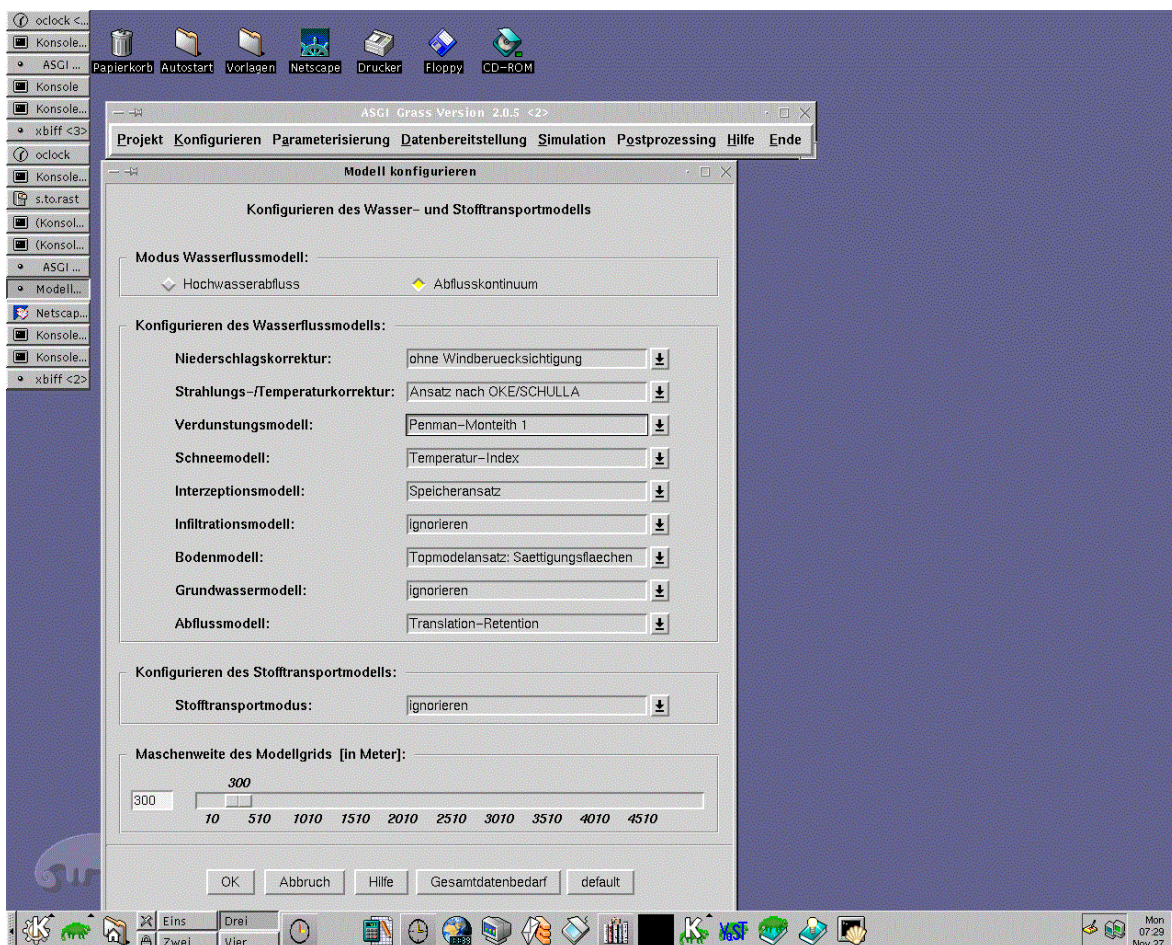 oclock <...
Konsole...
ASGI ...
Konsole
Konsole...
xbiff <3>
oclock
Konsole...
s.to.rast
(Konsol...
(Konsol...
ASGI ...
Modell...
Netscap...
Konsole...
Konsole...
xbiff <2>
Papierkorb Autostart Vorlagen Netscape Drucker Floppy CD-ROM
ASGI Grass Version 2.0.5 <2>
Projekt Konfigurieren Parameterisierung Datenbereitstellung Simulation Postprozessing Hilfe Ende
Modell konfigurieren
Konfigurieren des Wasser- und Stofftransportmodells
Modus Wasserflussmodell:
Hochwasserabfluss Abflusskontinuum
Konfigurieren des Wasserflussmodells:
Niederschlagskorrektur: ohne Windberuecksichtigung
Strahlungs-/Temperaturkorrektur: Ansatz nach OKE/SCHULLA
Verdunstungsmodell: Penman-Monteith 1
Schneemodell: Temperatur-Index
Interzeptionsmodell: Speicheransatz
Infiltrationsmodell: ignorieren
Bodenmodell: Topmodelansatz: Saettigungsflaechen
Grundwassermodell: ignorieren
Abflussmodell: Translation-Retention
Konfigurieren des Stofftransportmodells:
Stofftransportmodus: ignorieren
Maschenweite des Modellgrids [in Meter]:
300
300
10 510 1010 1510 2010 2510 3010 3510 4010 4510
OK Abbruch Hilfe Gesamtdatenbedarf default
Eins Drei
Zwei Vier
Mon
07:29
Nov 27